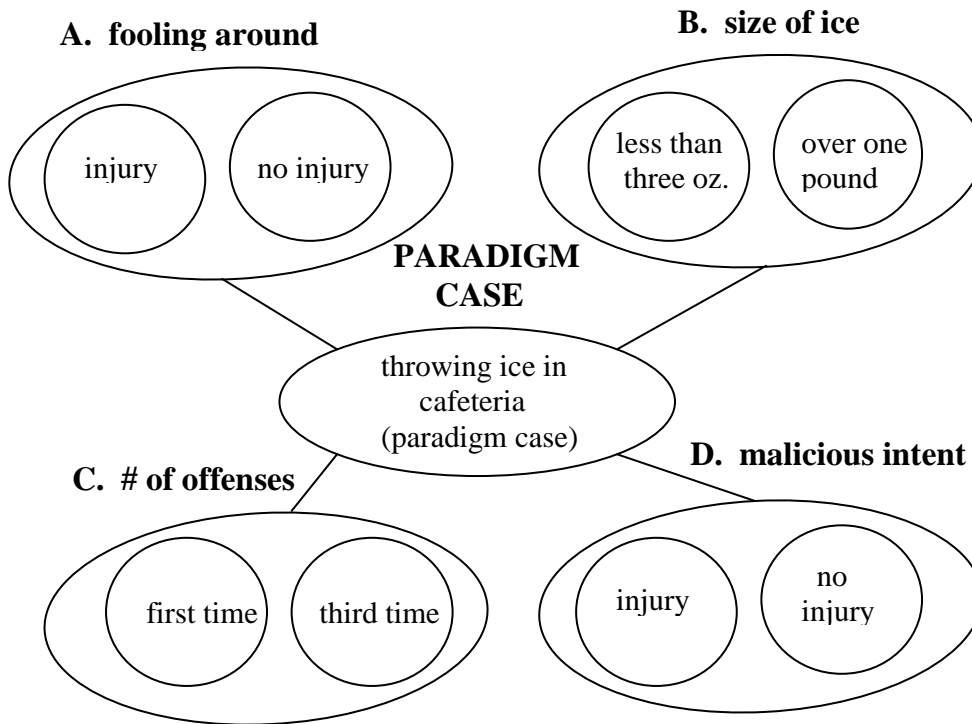 A. fooling around
B. size of ice
injury
no injury
less than
three oz.
over one
pound
PARADIGM
CASE
throwing ice in
cafeteria
(paradigm case)
C. # of offenses
D. malicious intent
first time
third time
injury
no
injury